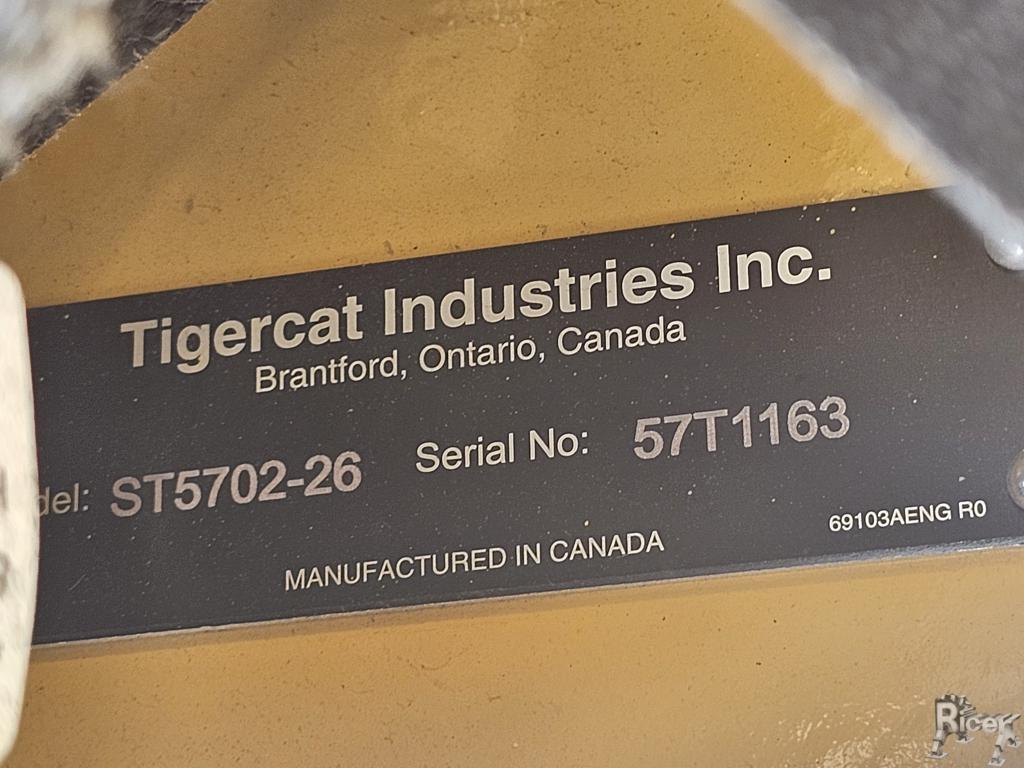 Tigercat Industries Inc.
Brantford, Ontario, Canada
del: ST5702-26 Serial No: 57T1163
69103AENG R0
MANUFACTURED IN CANADA
Ricer